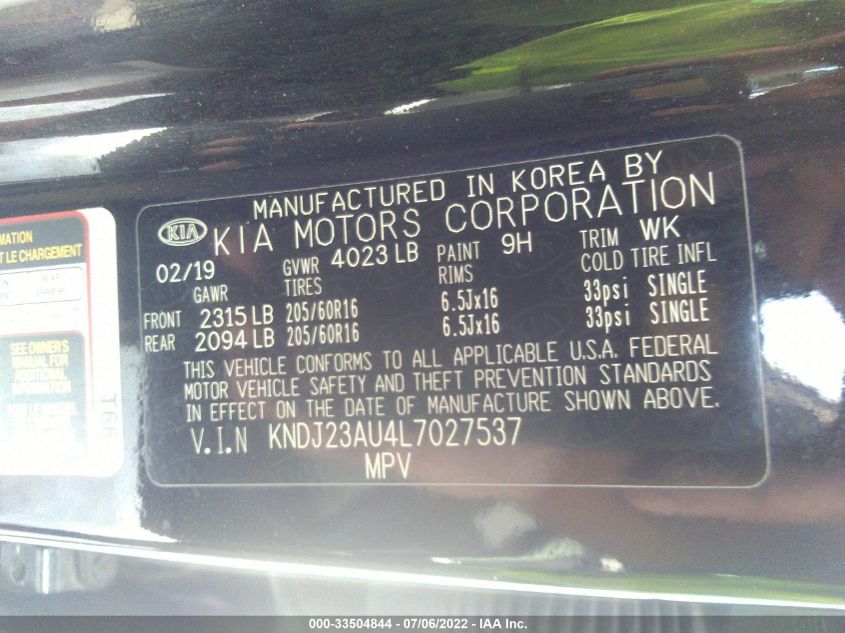 MANUFACTURED IN KOREA BY
KIA KIA MOTORS CORPORATION
02/19 GVWR 4023 LB PAINT 9H TRIM WK
GAWR TIRES RIMS COLD TIRE INFL
FRONT 2315 LB 205/60R16 6.5Jx16 33psi SINGLE
REAR 2094 LB 205/60R16 6.5Jx16 33psi SINGLE
THIS VEHICLE CONFORMS TO ALL APPLICABLE U.S.A. FEDERAL
MOTOR VEHICLE SAFETY AND THEFT PREVENTION STANDARDS
IN EFFECT ON THE DATE OF MANUFACTURE SHOWN ABOVE.
V.I.N KNDJ23AU4L7027537
MPV
MATION
T LE CHARGEMENT
SEE OWNER'S
MANUAL FOR
ADDITIONAL
INFORMATION
T66
000-33504844 - 07/06/2022 - IAA Inc.